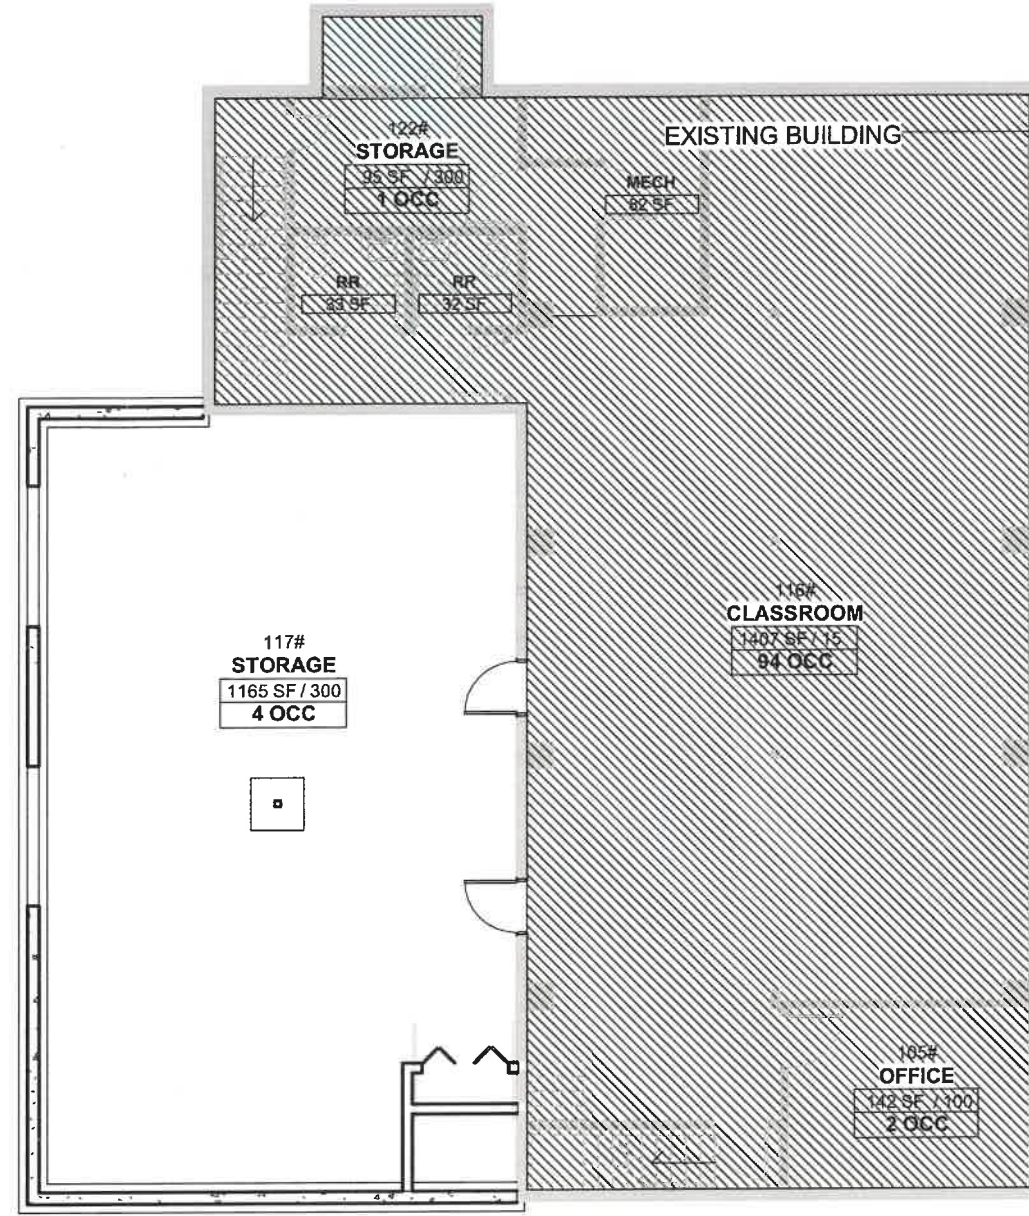 122#
STORAGE
95 SF / 300
1 OCC
EXISTING BUILDING
MECH
82 SF
RR
33 SF
RR
32 SF
117#
STORAGE
1165 SF / 300
4 OCC
116#
CLASSROOM
1407 SF / 15
94 OCC
105#
OFFICE
142 SF / 100
2 OCC